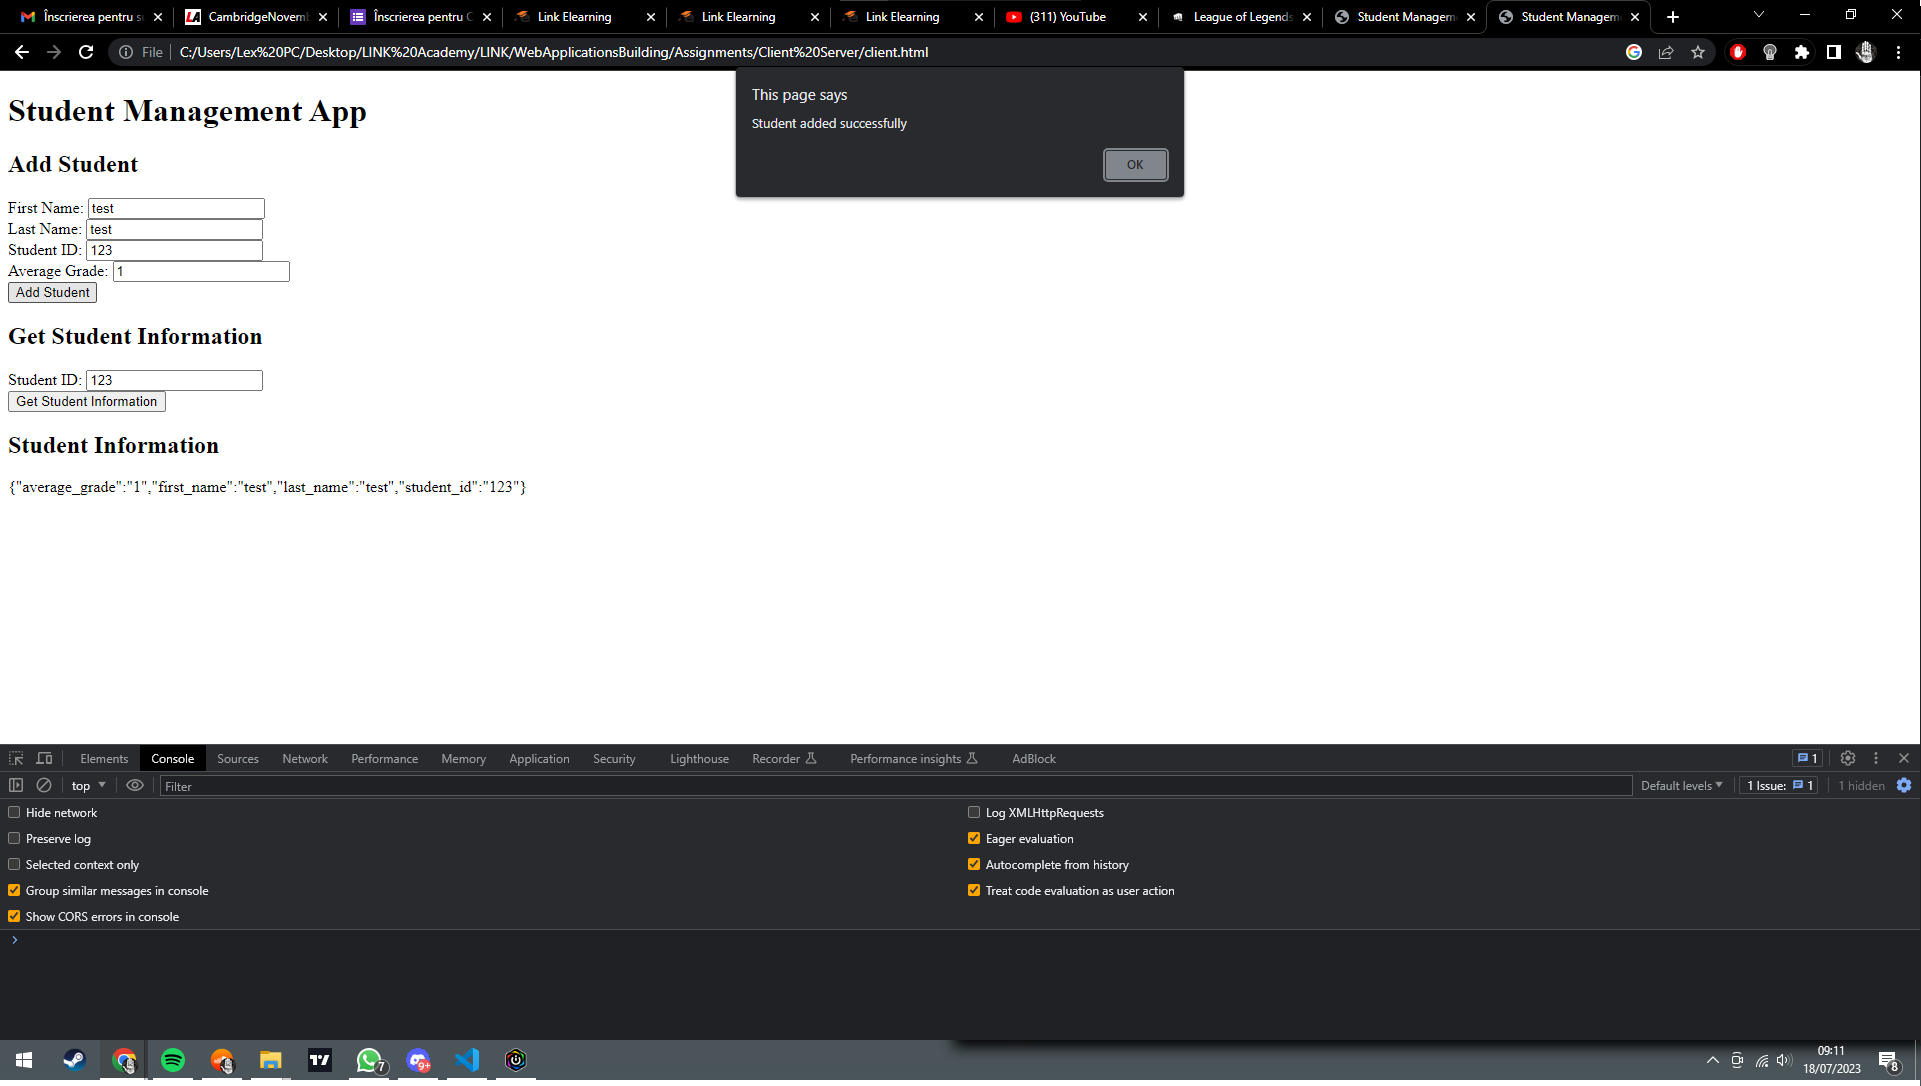 Înscrierea pentru su
CambridgeNovemb
Înscrierea pentru C
Link Elearning
Link Elearning
Link Elearning
(311) YouTube
League of Legends
Student Managem
Student Managem
File
C:/Users/Lex%20PC/Desktop/LINK%20Academy/LINK/WebApplicationsBuilding/Assignments/Client%20Server/client.html
This page says
Student added successfully
OK
Student Management App
Add Student
First Name: test
Last Name: test
Student ID: 123
Average Grade: 1
Add Student
Get Student Information
Student ID: 123
Get Student Information
Student Information
{"average_grade":"1","first_name":"test","last_name":"test","student_id":"123"}
Elements Console Sources Network Performance Memory Application Security Lighthouse Recorder Performance insights AdBlock 1
top Filter Default levels 1 Issue: 1 1 hidden
Hide network
Log XMLHttpRequests
Preserve log
Eager evaluation
Selected context only
Autocomplete from history
Group similar messages in console
Treat code evaluation as user action
Show CORS errors in console
7
9+
09:11
18/07/2023
8